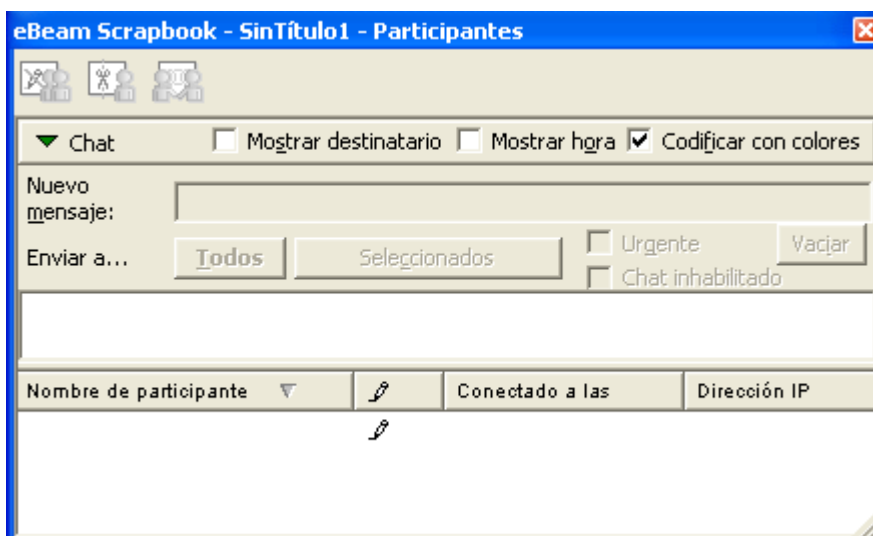 eBeam Scrapbook - SinTítulo1 - Participantes
Chat Mostrar destinatario Mostrar hora Codificar con colores
Nuevo
mensaje:
Enviar a... Todos Seleccionados Urgente Vaciar
Chat inhabilitado
Nombre de participante Conectado a las Dirección IP